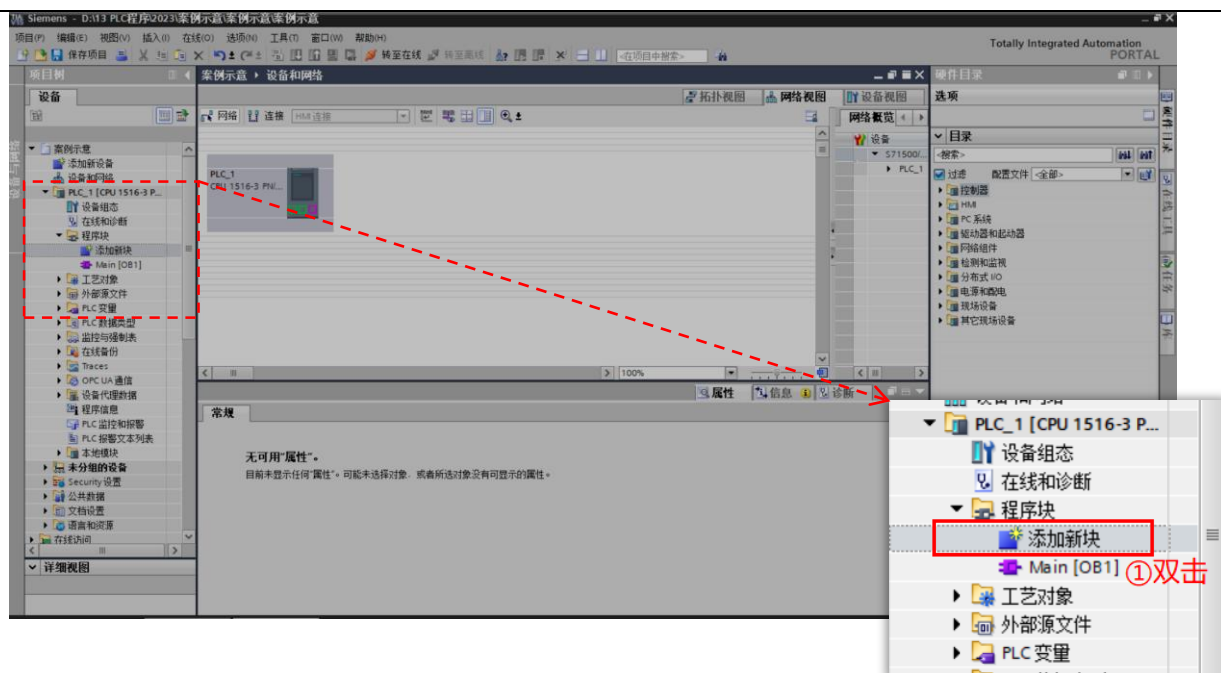 Siemens - D:\13 PLC程序\2023\案例示意\案例示意\案例示意
项目(P) 编辑(E) 视图(V) 插入(I) 在线(O) 选项(N) 工具(T) 窗口(W) 帮助(H)
Totally Integrated Automation
PORTAL
保存项目 转至在线 转至离线 <在项目中搜索>
项目树
案例示意 ▸ 设备和网络
硬件目录
设备
拓扑视图 网络视图 设备视图
选项
网络 连接 HMI 连接
网络概览
设备
S71500/...
PLC_1
案例示意
添加新设备
设备和网络
PLC_1 [CPU 1516-3 P...
设备组态
在线和诊断
程序块
添加新块
Main [OB1]
工艺对象
外部源文件
PLC 变量
PLC 数据类型
监控与强制表
在线备份
Traces
OPC UA 通信
设备代理数据
程序信息
PLC 监控和报警
PLC 报警文本列表
本地模块
未分组的设备
Security 设置
公共数据
文档设置
语言和资源
在线访问
详细视图
PLC_1
CPU 1516-3 PN/...
100%
属性 信息 诊断
常规
无可用"属性"。
目前未显示任何"属性"。可能未选择对象，或者所选对象没有可显示的属性。
目录
<搜索>
过滤 配置文件 <全部>
控制器
HMI
PC 系统
驱动器和起动器
网络组件
检测和监视
分布式 I/O
电源和配电
现场设备
其它现场设备
PLC_1 [CPU 1516-3 P...
设备组态
在线和诊断
程序块
添加新块
Main [OB1]
①双击
工艺对象
外部源文件
PLC 变量